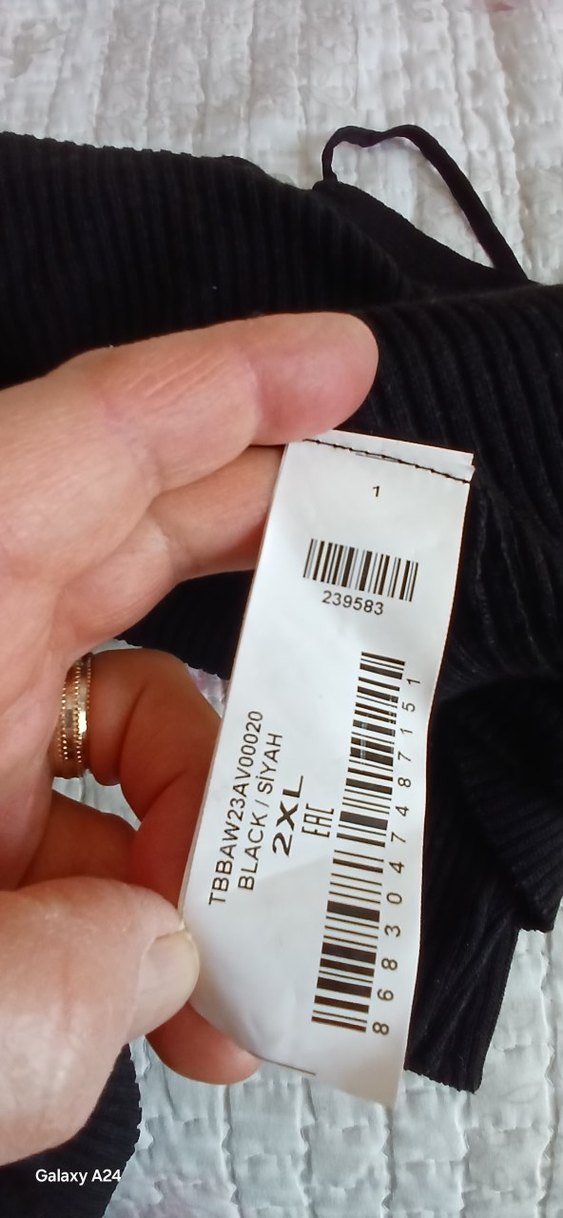 1
239583
TBBAW23AV00020
BLACK / SİYAH
2XL
EAC
8683047487151
Galaxy A24